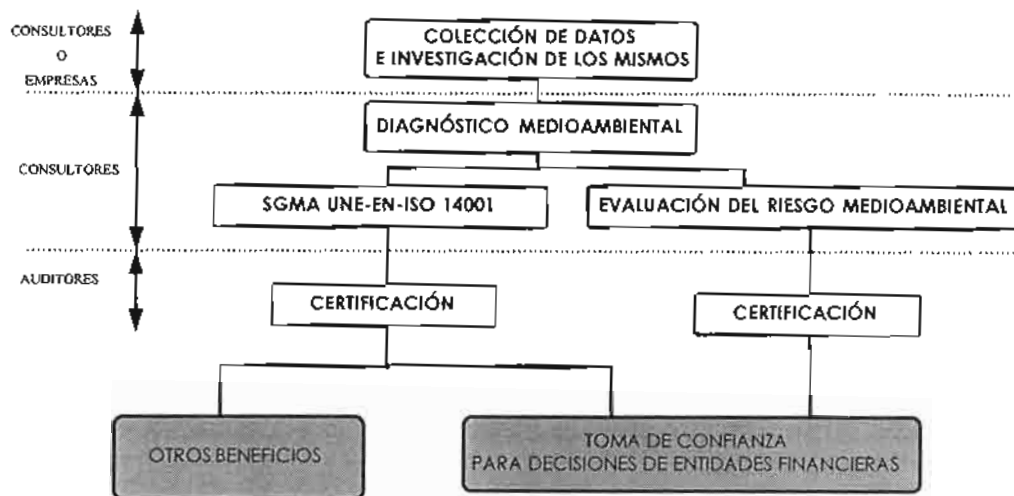 CONSULTORES
O
EMPRESAS
COLECCIÓN DE DATOS
E INVESTIGACIÓN DE LOS MISMOS
DIAGNÓSTICO MEDIOAMBIENTAL
CONSULTORES
SGMA UNE-EN-ISO 14001
EVALUACIÓN DEL RIESGO MEDIOAMBIENTAL
AUDITORES
CERTIFICACIÓN
CERTIFICACIÓN
OTROS BENEFICIOS
TOMA DE CONFIANZA
PARA DECISIONES DE ENTIDADES FINANCIERAS